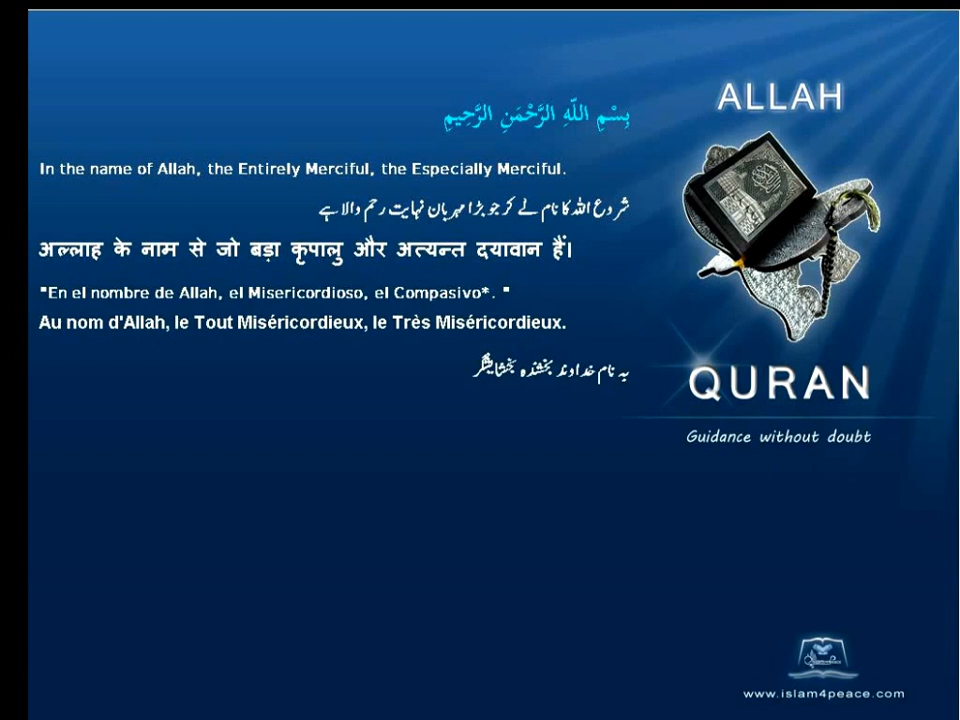 بِسْمِ اللّهِ الرَّحْمَنِ الرَّحِيمِ
In the name of Allah, the Entirely Merciful, the Especially Merciful.
شروع اللہ کا نام لے کر جو بڑا مہربان نہایت رحم والا ہے
अल्लाह के नाम से जो बड़ा कृपालु और अत्यन्त दयावान हैं।
"En el nombre de Allah, el Misericordioso, el Compasivo*. "
Au nom d'Allah, le Tout Miséricordieux, le Très Miséricordieux.
به نام خداوند بخشنده بخشایشگر
ALLAH
QURAN
Guidance without doubt
www.islam4peace.com